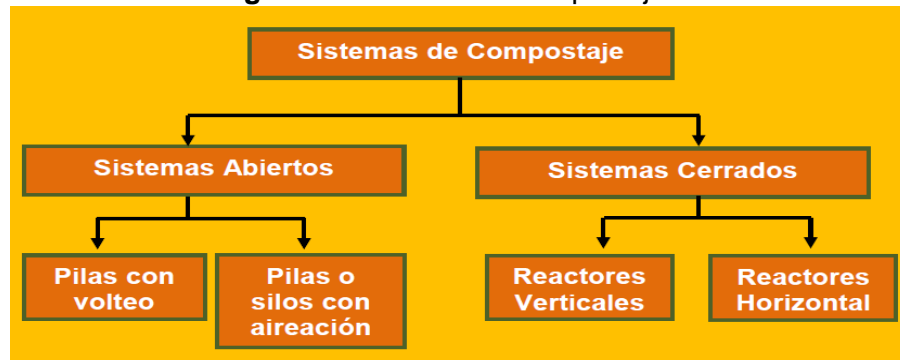 Sistemas de Compostaje
Sistemas Abiertos
Sistemas Cerrados
Pilas con
volteo
Pilas o
silos con
aireación
Reactores
Verticales
Reactores
Horizontal